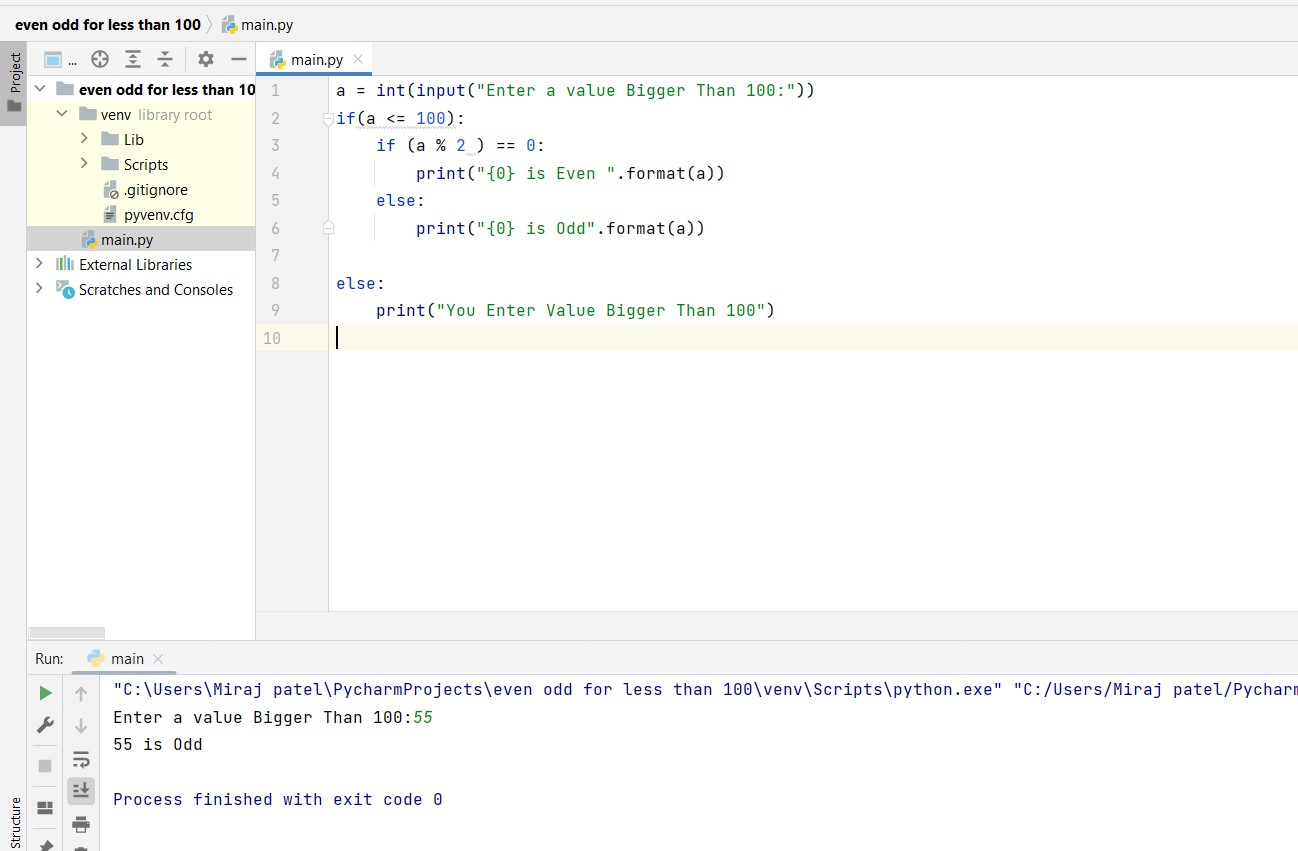 even odd for less than 100 main.py
Project
...
main.py
even odd for less than 10
venv library root
Lib
Scripts
.gitignore
pyvenv.cfg
main.py
External Libraries
Scratches and Consoles
1 a = int(input("Enter a value Bigger Than 100:"))
2 if(a <= 100):
3 if (a % 2 ) == 0:
4 print("{0} is Even ".format(a))
5 else:
6 print("{0} is Odd".format(a))
7
8 else:
9 print("You Enter Value Bigger Than 100")
10
Run: main
"C:\Users\Miraj patel\PycharmProjects\even odd for less than 100\venv\Scripts\python.exe" "C:/Users/Miraj patel/Pycharm
Enter a value Bigger Than 100:55
55 is Odd
Process finished with exit code 0
Structure